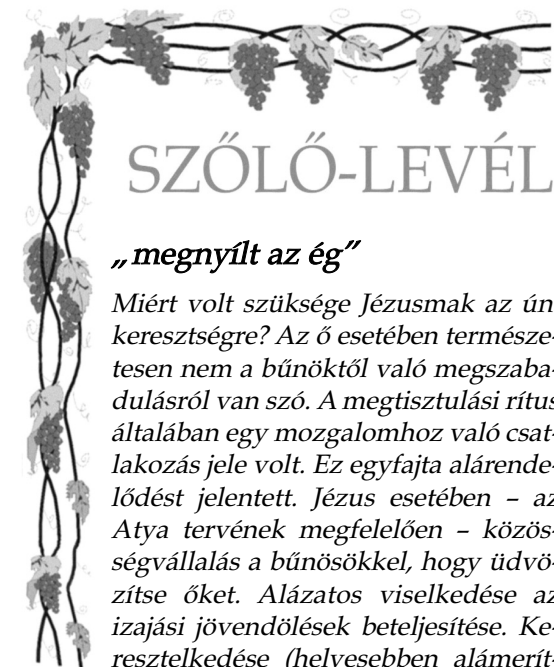 SZŐLŐ-LEVÉL
„megnyílt az ég”
Miért volt szüksége Jézusmak az ún
keresztségre? Az ő esetében természe-
tesen nem a bűnöktől való megszaba-
dulásról van szó. A megtisztulási rítus
általában egy mozgalomhoz való csat-
lakozás jele volt. Ez egyfajta alárende-
lődést jelentett. Jézus esetében – az
Atya tervének megfelelően – közös-
ségvállalás a bűnösökkel, hogy üdvö-
zítse őket. Alázatos viselkedése az
izajási jövendölések beteljesítése. Ke-
resztelkedése (helyesebben alámerít-